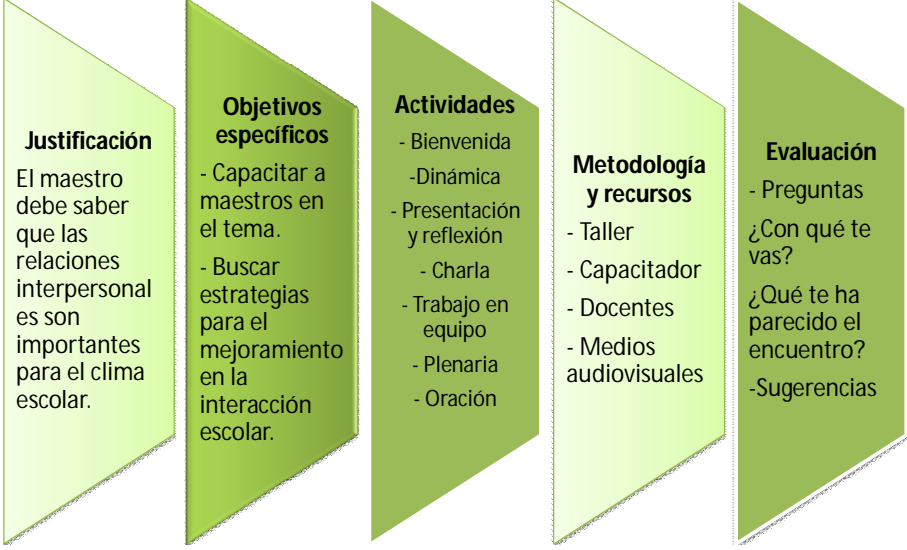 Justificación
El maestro
debe saber
que las
relaciones
interpersonal
es son
importantes
para el clima
escolar.
Objetivos
específicos
- Capacitar a
maestros en
el tema.
- Buscar
estrategias
para el
mejoramiento
en la
interacción
escolar.
Actividades
- Bienvenida
-Dinámica
- Presentación
y reflexión
- Charla
- Trabajo en
equipo
- Plenaria
- Oración
Metodología
y recursos
- Taller
- Capacitador
- Docentes
- Medios
audiovisuales
Evaluación
- Preguntas
¿Con qué te
vas?
¿Qué te ha
parecido el
encuentro?
-Sugerencias